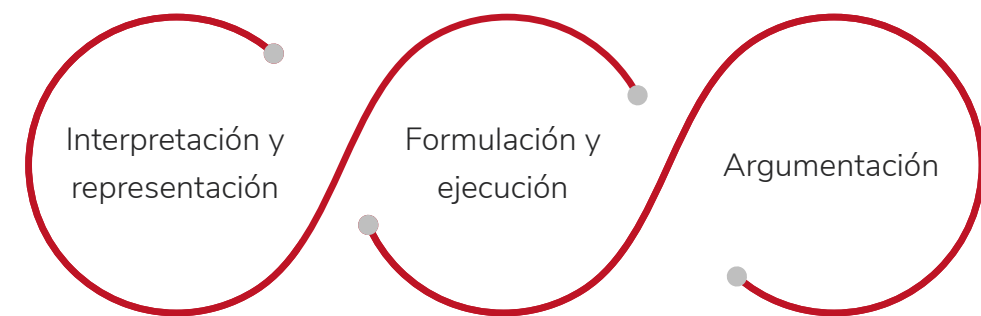 Interpretación y
representación
Formulación y
ejecución
Argumentación